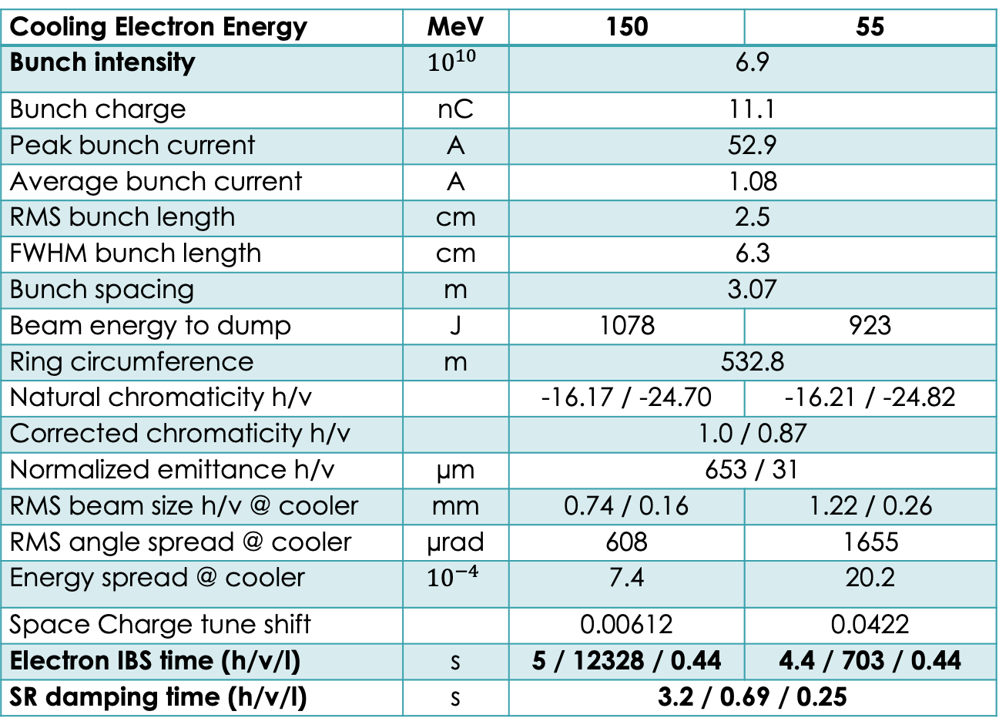 Cooling Electron Energy MeV 150 55
Bunch intensity 10¹⁰ 6.9
Bunch charge nC 11.1
Peak bunch current A 52.9
Average bunch current A 1.08
RMS bunch length cm 2.5
FWHM bunch length cm 6.3
Bunch spacing m 3.07
Beam energy to dump J 1078 923
Ring circumference m 532.8
Natural chromaticity h/v -16.17 / -24.70 -16.21 / -24.82
Corrected chromaticity h/v 1.0 / 0.87
Normalized emittance h/v µm 653 / 31
RMS beam size h/v @ cooler mm 0.74 / 0.16 1.22 / 0.26
RMS angle spread @ cooler µrad 608 1655
Energy spread @ cooler 10⁻⁴ 7.4 20.2
Space Charge tune shift 0.00612 0.0422
Electron IBS time (h/v/l) s 5 / 12328 / 0.44 4.4 / 703 / 0.44
SR damping time (h/v/l) s 3.2 / 0.69 / 0.25